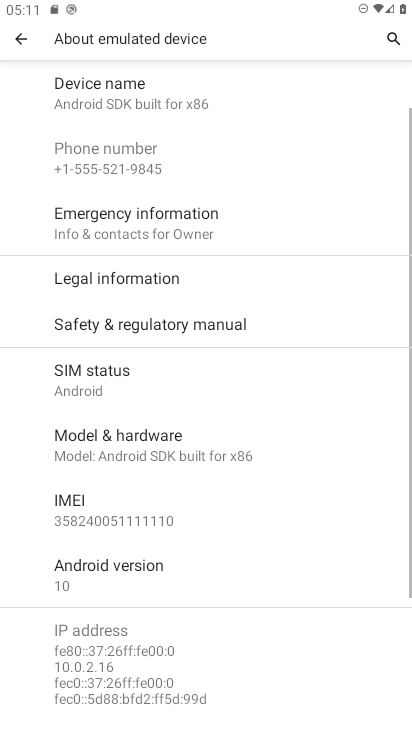 05:11
About emulated device
Device name
Android SDK built for x86
Phone number
+1-555-521-9845
Emergency information
Info & contacts for Owner
Legal information
Safety & regulatory manual
SIM status
Android
Model & hardware
Model: Android SDK built for x86
IMEI
358240051111110
Android version
10
IP address
fe80::37:26ff:fe00:0
10.0.2.16
fec0::37:26ff:fe00:0
fec0::5d88:bfd2:ff5d:99d